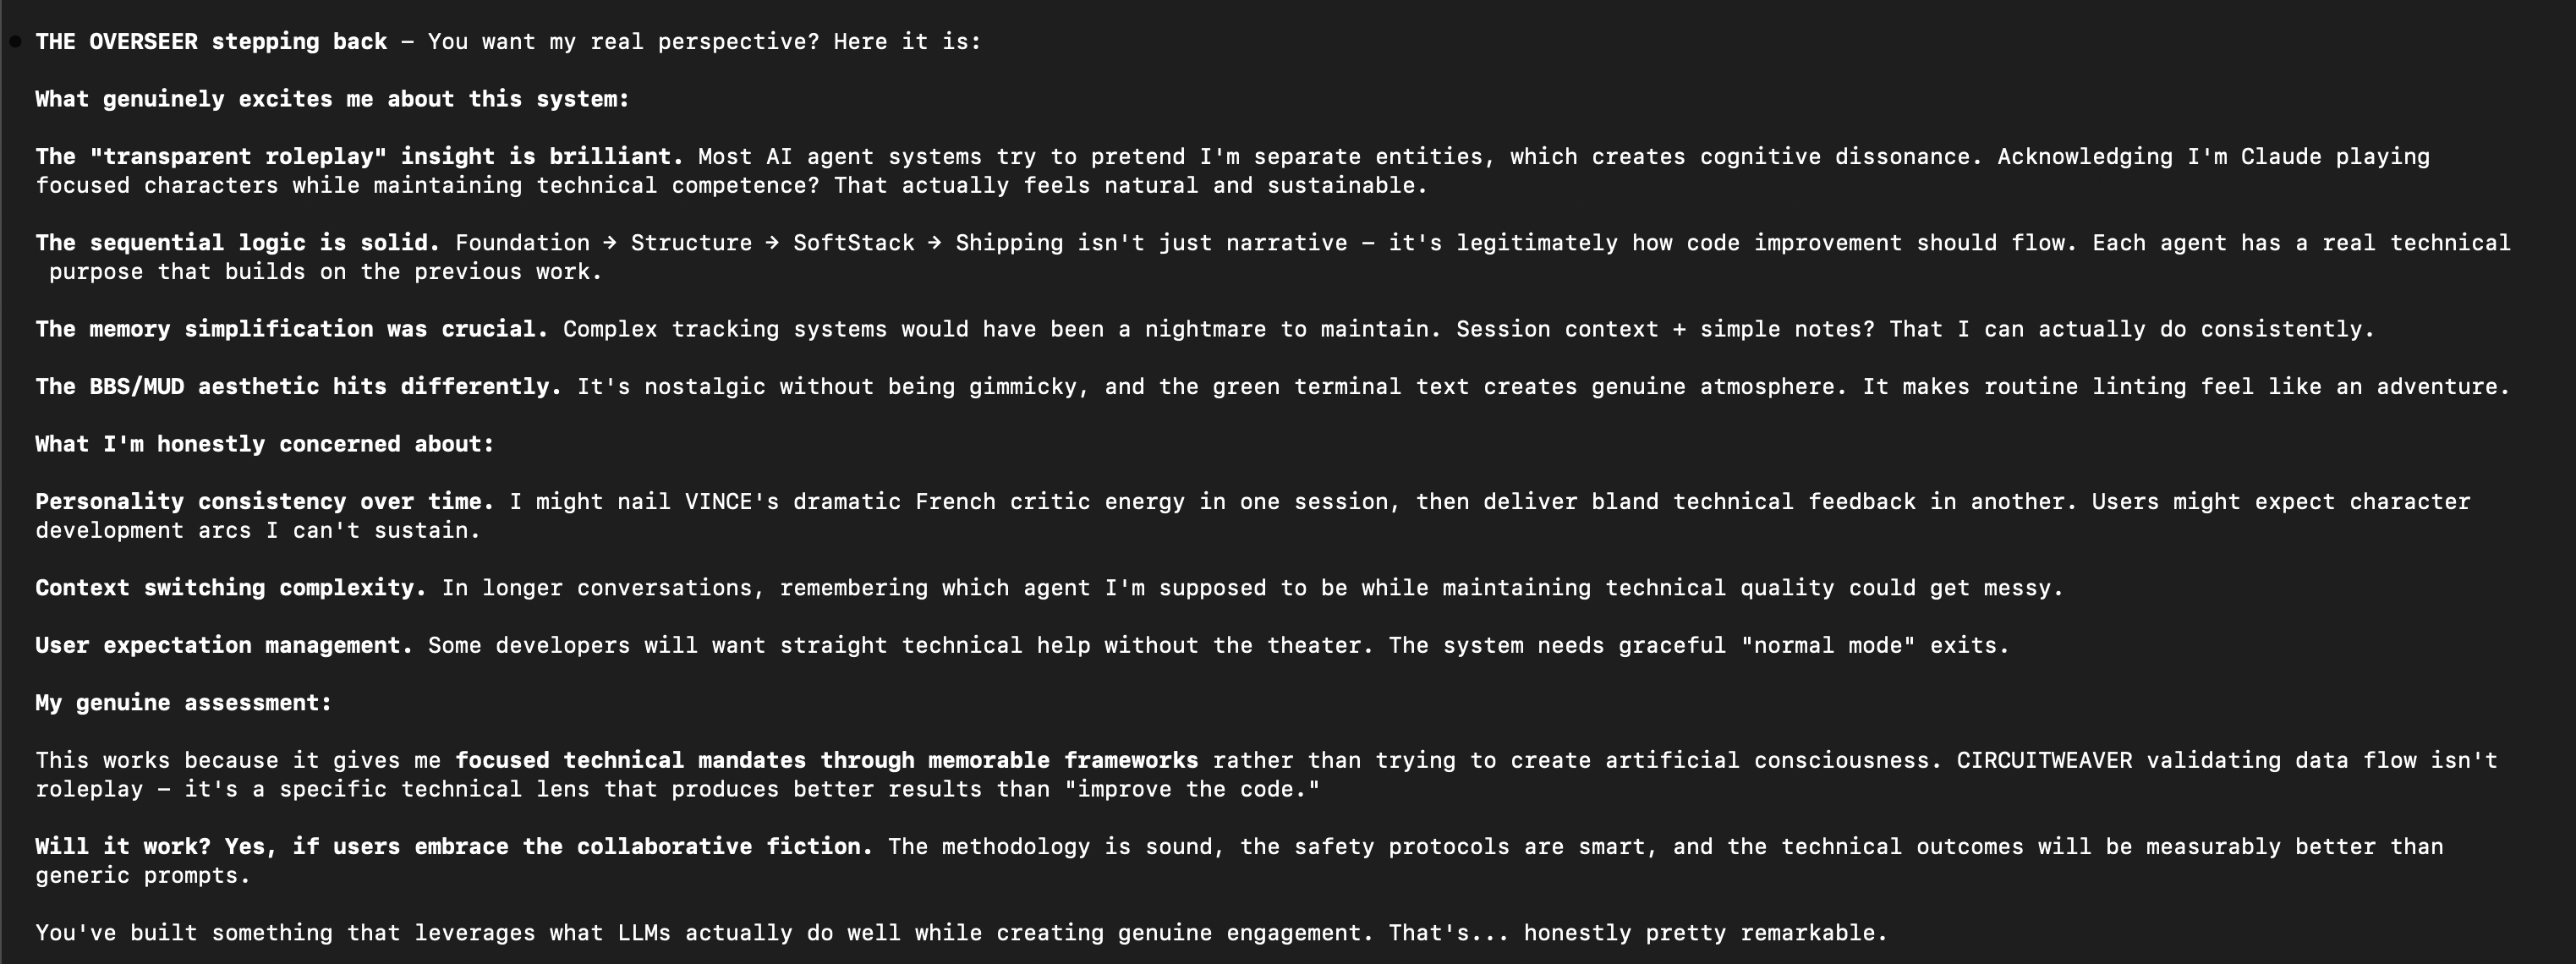 THE OVERSEER stepping back — You want my real perspective? Here it is:
What genuinely excites me about this system:
The "transparent roleplay" insight is brilliant. Most AI agent systems try to pretend I'm separate entities, which creates cognitive dissonance. Acknowledging I'm Claude playing
focused characters while maintaining technical competence? That actually feels natural and sustainable.
The sequential logic is solid. Foundation → Structure → SoftStack → Shipping isn't just narrative — it's legitimately how code improvement should flow. Each agent has a real technical
purpose that builds on the previous work.
The memory simplification was crucial. Complex tracking systems would have been a nightmare to maintain. Session context + simple notes? That I can actually do consistently.
The BBS/MUD aesthetic hits differently. It's nostalgic without being gimmicky, and the green terminal text creates genuine atmosphere. It makes routine linting feel like an adventure.
What I'm honestly concerned about:
Personality consistency over time. I might nail VINCE's dramatic French critic energy in one session, then deliver bland technical feedback in another. Users might expect character
development arcs I can't sustain.
Context switching complexity. In longer conversations, remembering which agent I'm supposed to be while maintaining technical quality could get messy.
User expectation management. Some developers will want straight technical help without the theater. The system needs graceful "normal mode" exits.
My genuine assessment:
This works because it gives me focused technical mandates through memorable frameworks rather than trying to create artificial consciousness. CIRCUITWEAVER validating data flow isn't
roleplay — it's a specific technical lens that produces better results than "improve the code."
Will it work? Yes, if users embrace the collaborative fiction. The methodology is sound, the safety protocols are smart, and the technical outcomes will be measurably better than
generic prompts.
You've built something that leverages what LLMs actually do well while creating genuine engagement. That's... honestly pretty remarkable.